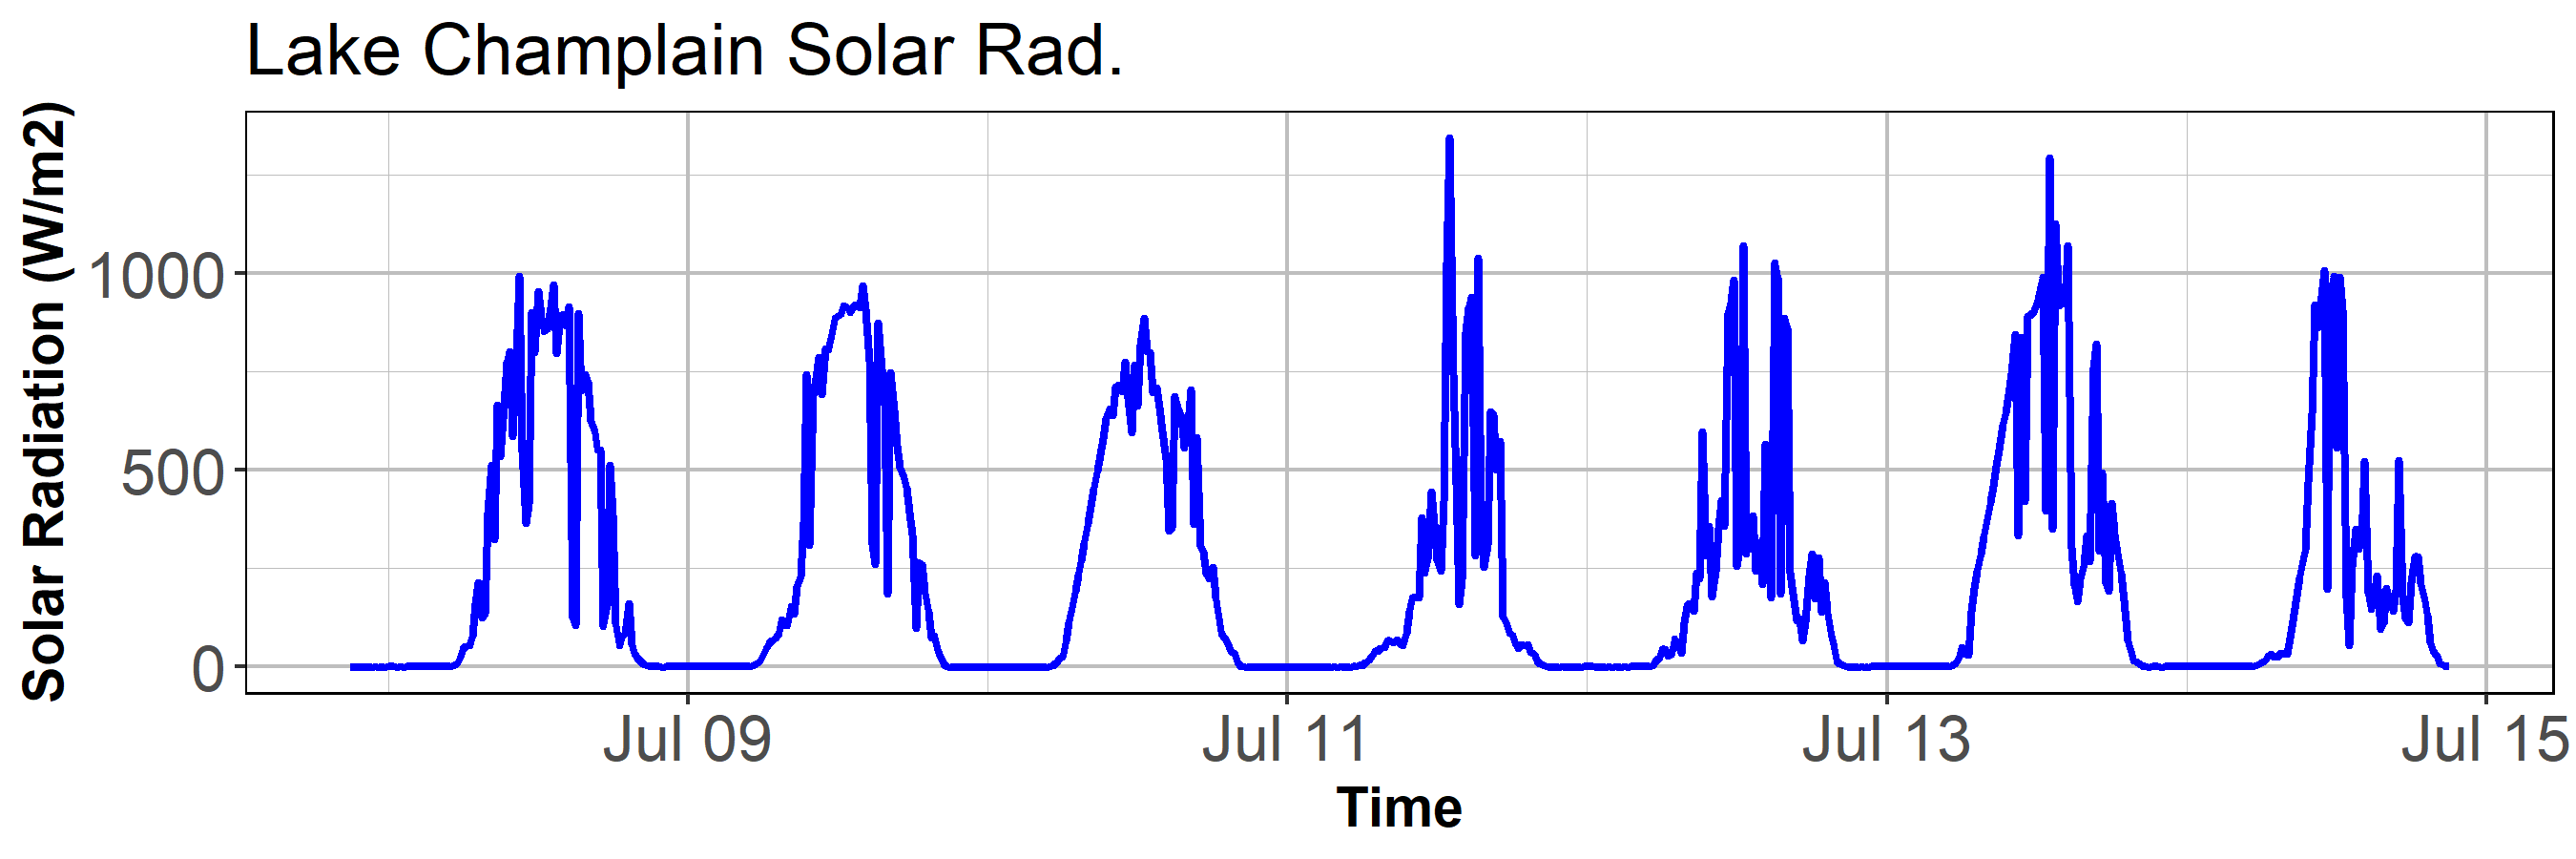 Lake Champlain Solar Rad.
Solar Radiation (W/m2)
1000
500
0
Jul 09 Jul 11 Jul 13 Jul 15
Time